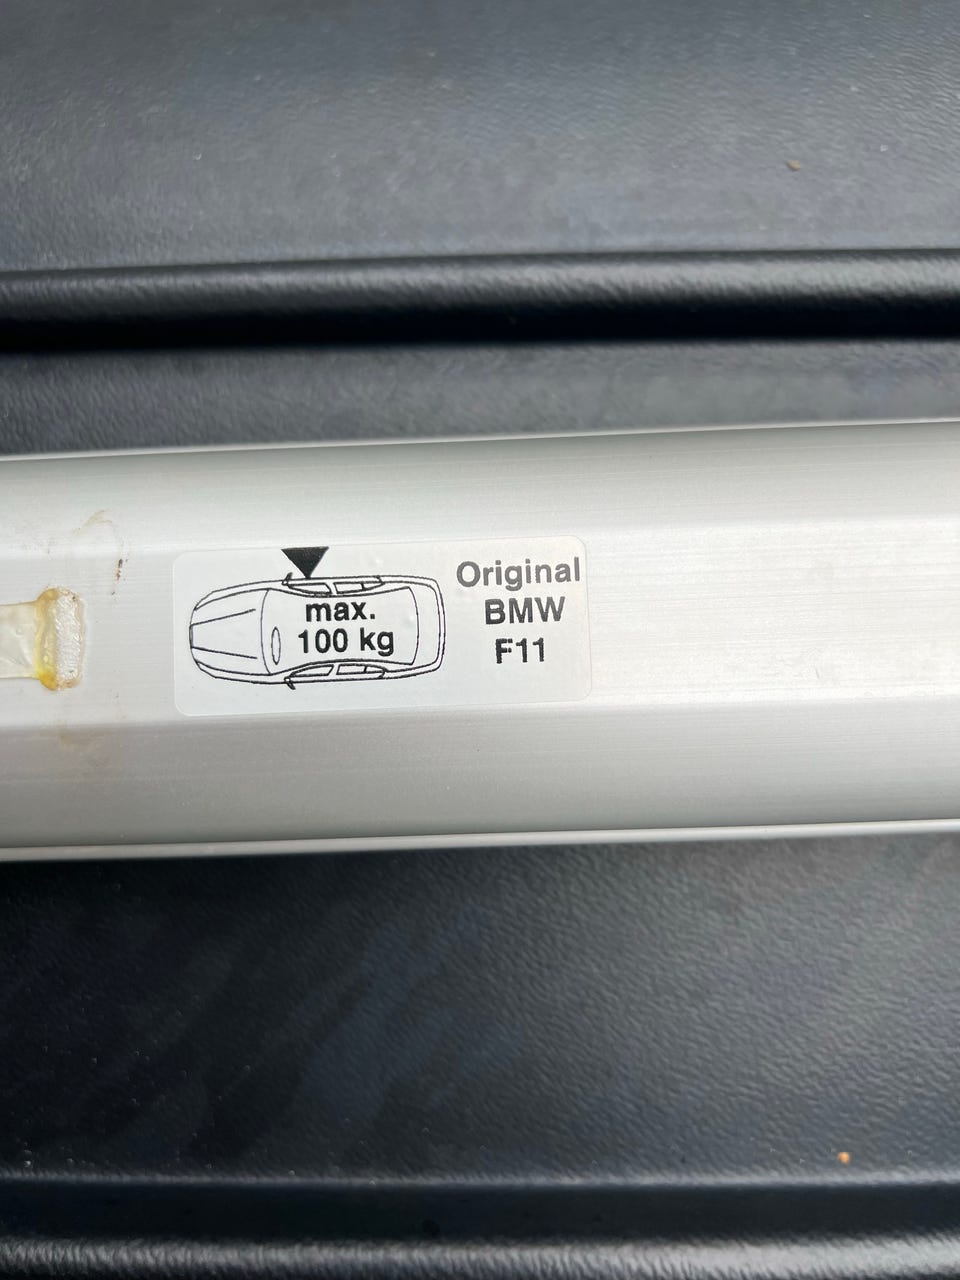 max.
100 kg
Original
BMW
F11